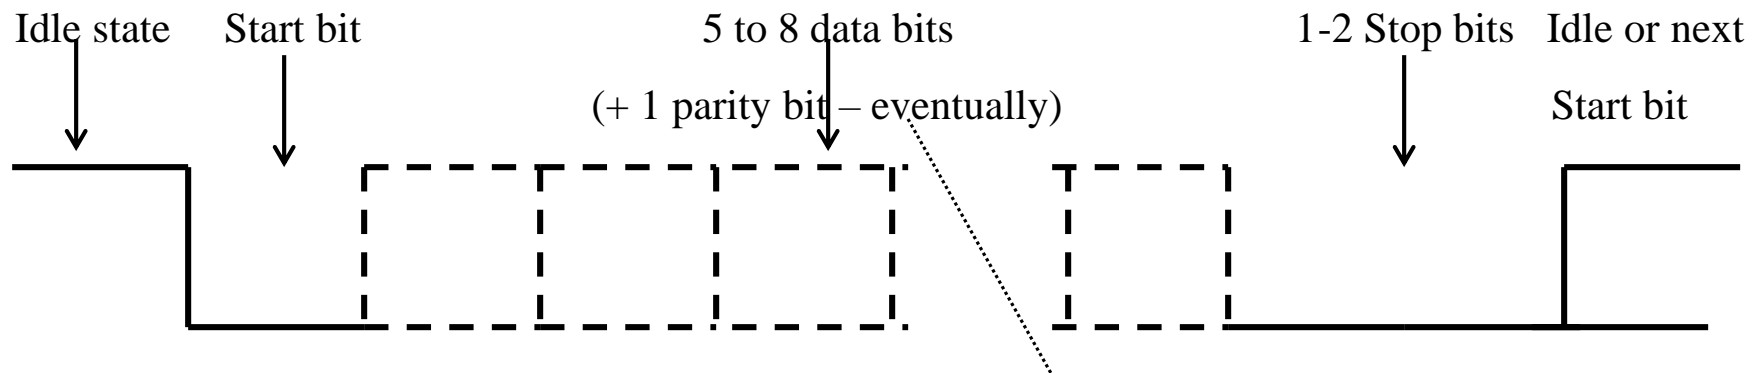 Idle state Start bit 5 to 8 data bits 1-2 Stop bits Idle or next
(+ 1 parity bit – eventually) Start bit